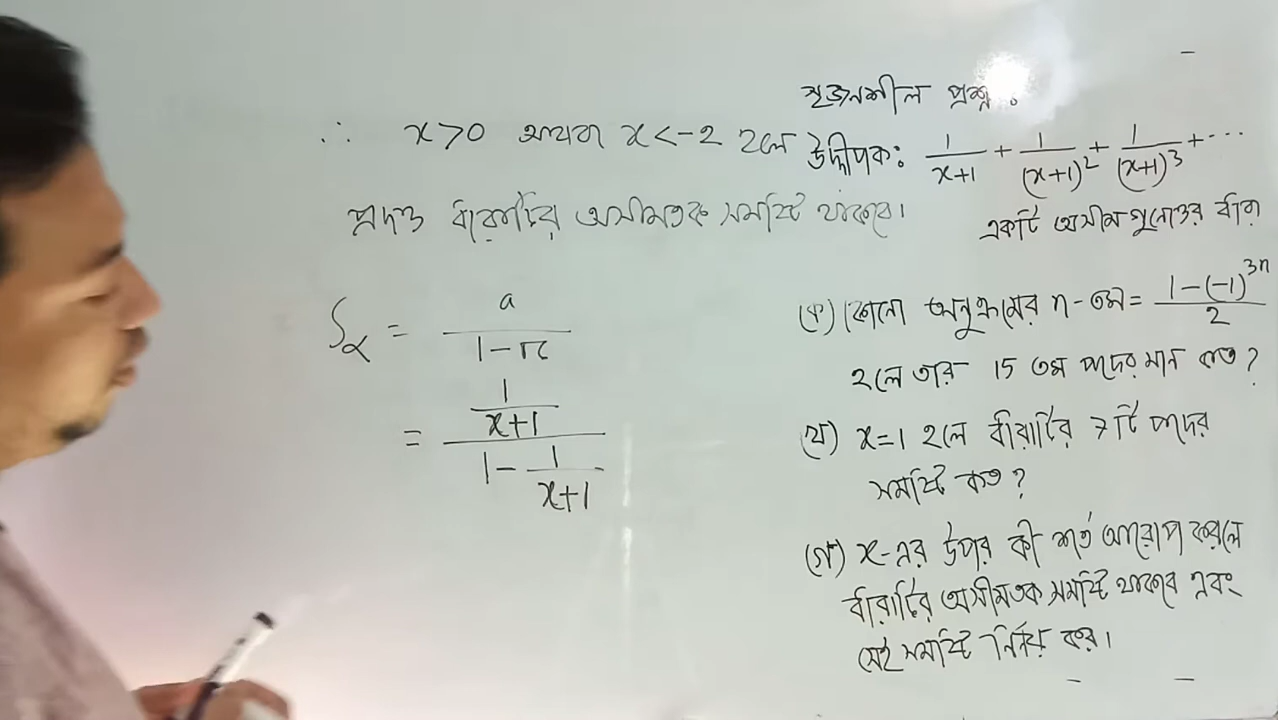 সৃজনশীল প্রশ্ন:
উদ্দীপক: 1/(x+1) + 1/(x+1)² + 1/(x+1)³ + ...
একটি অসীম গুনোত্তর ধারা
(ক) কোনো অনুক্রমের n-তম = (1-(-1)³ⁿ)/2
হলে তার 15 তম পদের মান কত?
(খ) x=1 হলে ধারাটির 7টি পদের
সমষ্টি কত?
(গ) x-এর উপর কী শর্ত আরোপ করলে
ধারাটির অসীমতক সমষ্টি থাকবে এবং
সেই সমষ্টি নির্ণয় কর।
∴ x>0 অথবা x<-2 হলে
প্রদত্ত ধারাটির অসীমতক সমষ্টি থাকবে।
S∝ = a/(1-r)
= (1/(x+1))/(1 - 1/(x+1))